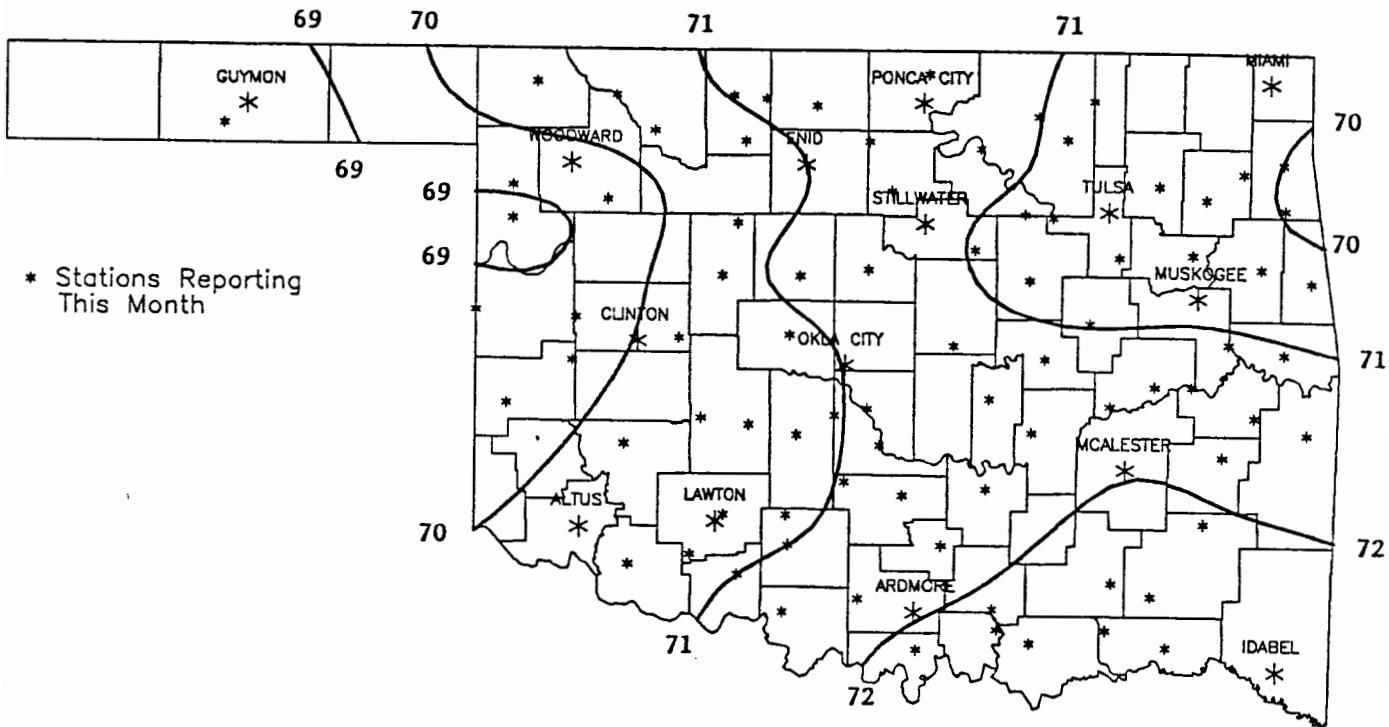 69 70 71 71
GUYMON PONCA CITY MIAMI
70
WOODWARD ENID
69
69 TULSA
STILLWATER
70
69
* Stations Reporting MUSKOGEE
This Month
CLINTON
OKLA CITY
71
MCALESTER
ALTUS LAWTON
70
72
ARDMORE
71 IDABEL
72